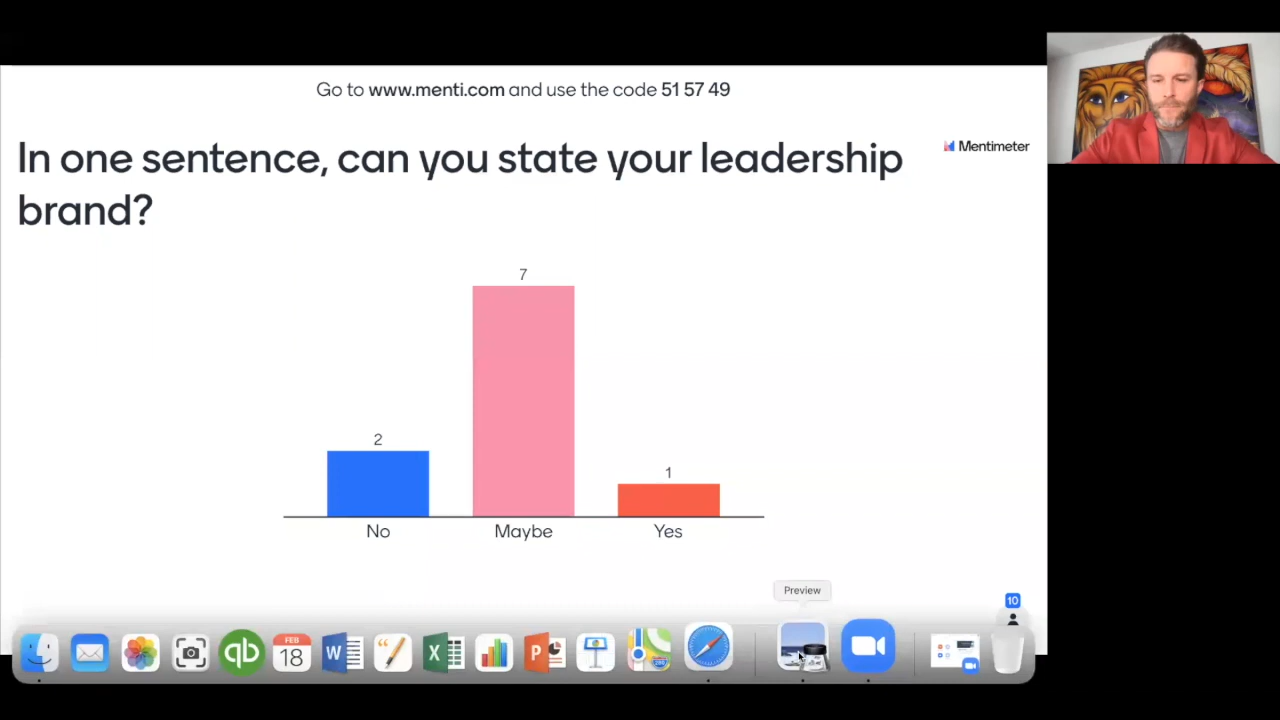 Go to www.menti.com and use the code 51 57 49
In one sentence, can you state your leadership
brand?
Mentimeter
7
2
1
No
Maybe
Yes
Preview
10
FEB
18
W
X
P
qb